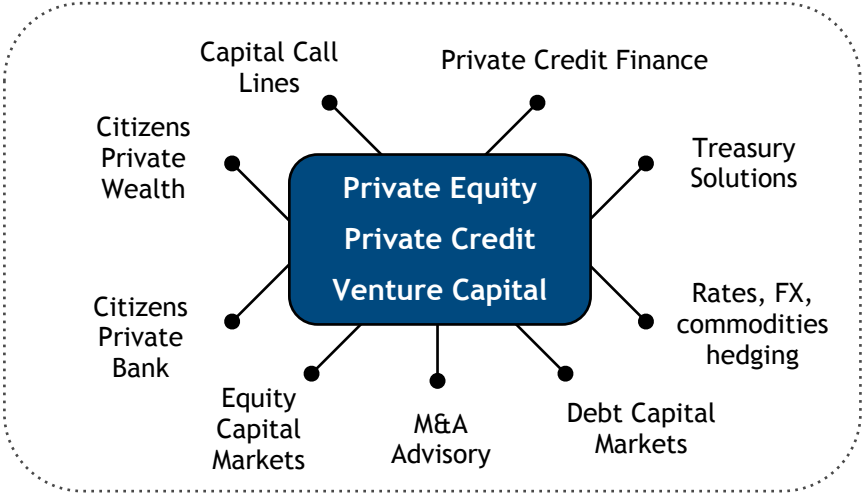 Capital Call
Lines
Private Credit Finance
Citizens
Private
Wealth
Treasury
Solutions
Private Equity
Private Credit
Venture Capital
Citizens
Private
Bank
Rates, FX,
commodities
hedging
Equity
Capital
Markets
M&A
Advisory
Debt Capital
Markets